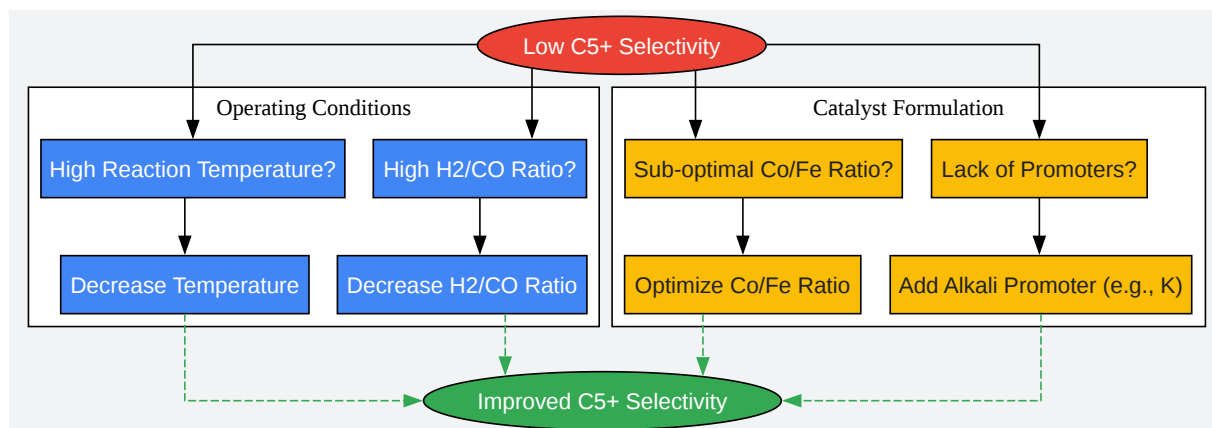 Low C5+ Selectivity
Operating Conditions
Catalyst Formulation
High Reaction Temperature?
High H2/CO Ratio?
Sub-optimal Co/Fe Ratio?
Lack of Promoters?
Decrease Temperature
Decrease H2/CO Ratio
Optimize Co/Fe Ratio
Add Alkali Promoter (e.g., K)
Improved C5+ Selectivity